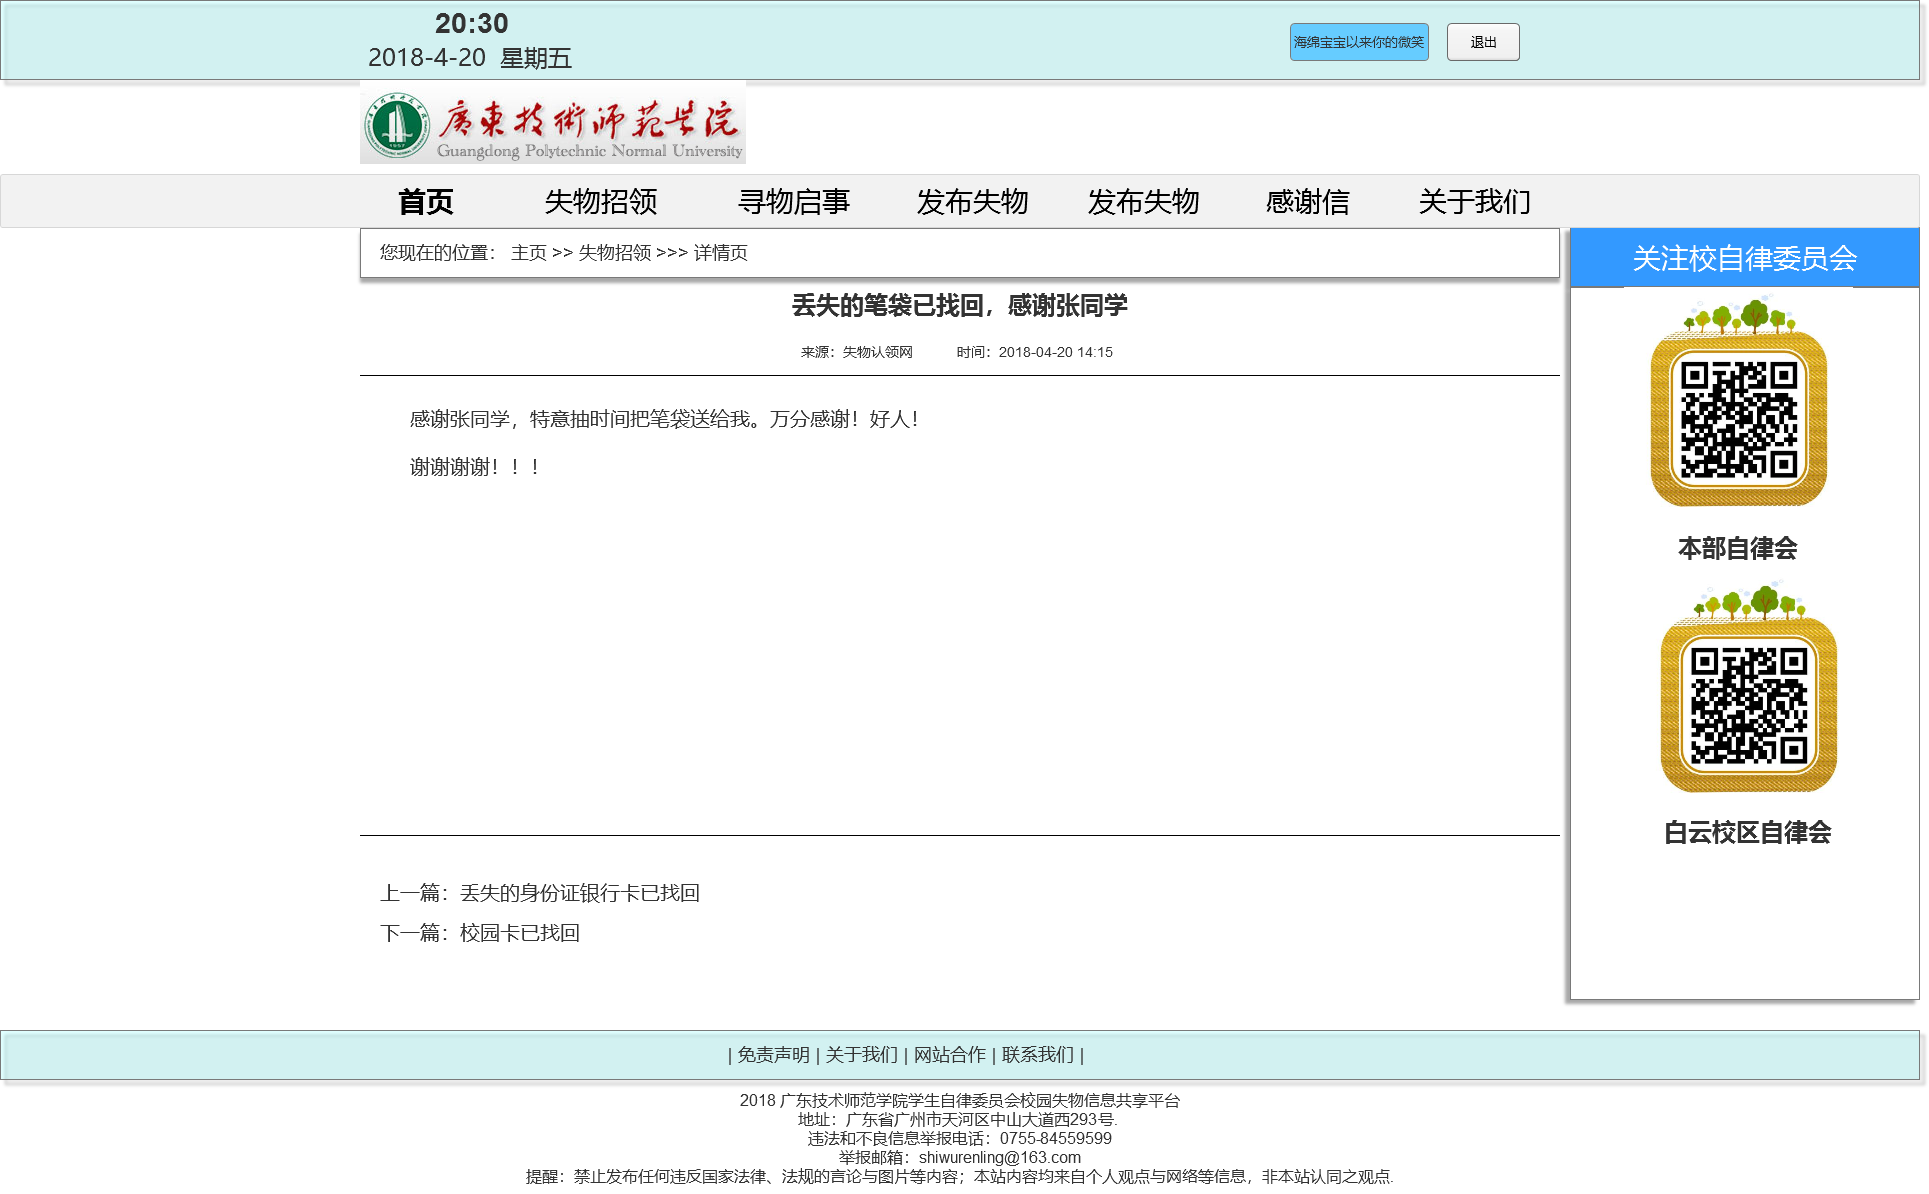 20:30
2018-4-20  星期五
海绵宝宝以来你的微笑
退出
廣東技術师范学院
Guangdong Polytechnic Normal University
首页 失物招领 寻物启事 发布失物 发布失物 感谢信 关于我们
您现在的位置： 主页 >> 失物招领 >>> 详情页
丢失的笔袋已找回，感谢张同学
来源：失物认领网 时间：2018-04-20 14:15
感谢张同学，特意抽时间把笔袋送给我。万分感谢！好人！
谢谢谢谢！！！
上一篇：丢失的身份证银行卡已找回
下一篇：校园卡已找回
关注校自律委员会
本部自律会
白云校区自律会
| 免责声明 | 关于我们 | 网站合作 | 联系我们 |
2018 广东技术师范学院学生自律委员会校园失物信息共享平台
地址：广东省广州市天河区中山大道西293号.
违法和不良信息举报电话：0755-84559599
举报邮箱：shiwurenling@163.com
提醒：禁止发布任何违反国家法律、法规的言论与图片等内容；本站内容均来自个人观点与网络等信息，非本站认同之观点.